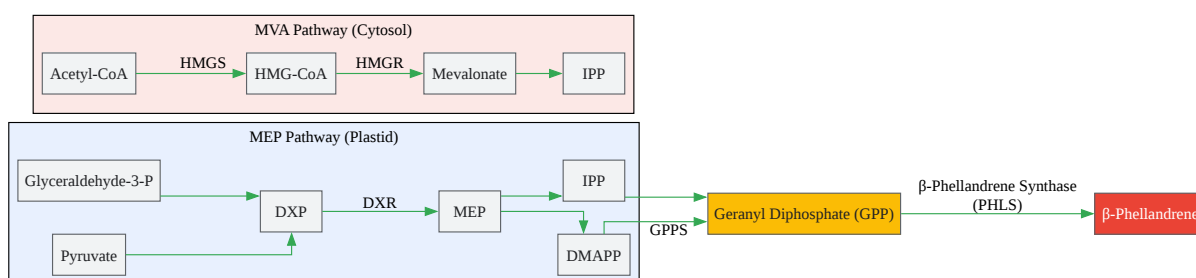 MVA Pathway (Cytosol)
Acetyl-CoA
HMGS
HMG-CoA
HMGR
Mevalonate
IPP
MEP Pathway (Plastid)
Glyceraldehyde-3-P
Pyruvate
DXP
DXR
MEP
IPP
DMAPP
GPPS
Geranyl Diphosphate (GPP)
β-Phellandrene Synthase
(PHLS)
β-Phellandrene